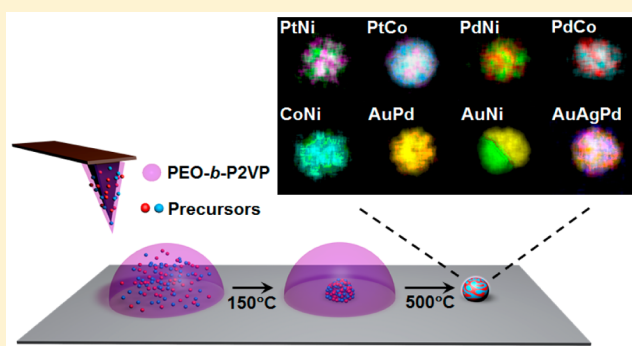 PtNi PtCo PdNi PdCo
CoNi AuPd AuNi AuAgPd
PEO-b-P2VP
Precursors
150°C 500°C